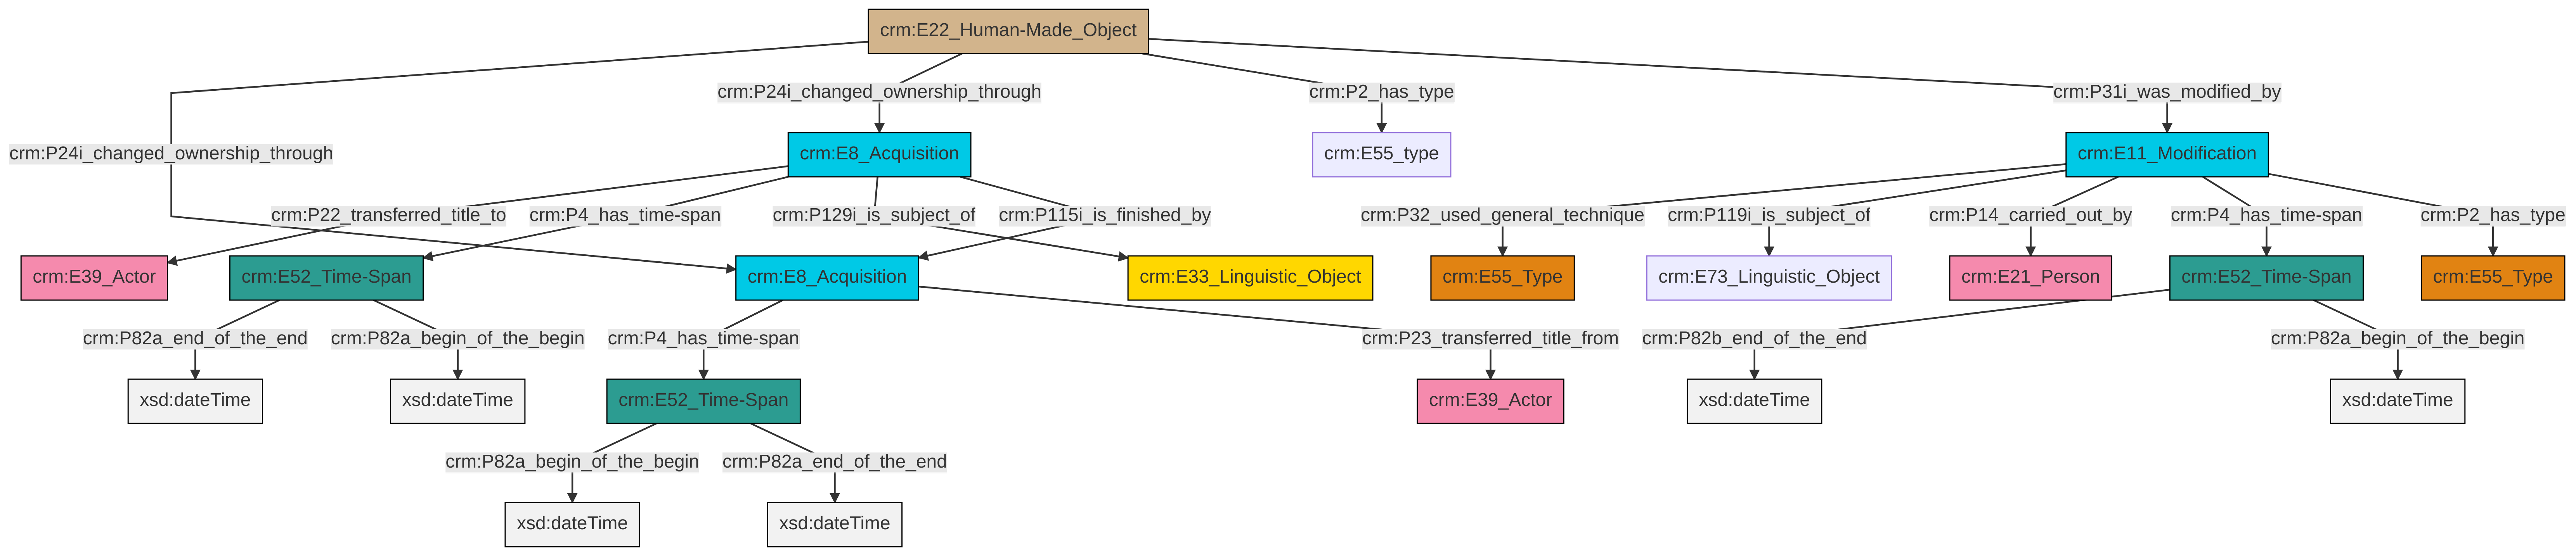 crm:E22_Human-Made_Object
crm:P24i_changed_ownership_through
crm:P2_has_type
crm:P31i_was_modified_by
crm:P24i_changed_ownership_through
crm:E8_Acquisition
crm:E55_type
crm:E11_Modification
crm:P22_transferred_title_to
crm:P4_has_time-span
crm:P129i_is_subject_of
crm:P115i_is_finished_by
crm:P32_used_general_technique
crm:P119i_is_subject_of
crm:P14_carried_out_by
crm:P4_has_time-span
crm:P2_has_type
crm:E39_Actor
crm:E52_Time-Span
crm:E8_Acquisition
crm:E33_Linguistic_Object
crm:E55_Type
crm:E73_Linguistic_Object
crm:E21_Person
crm:E52_Time-Span
crm:E55_Type
crm:P82a_end_of_the_end
crm:P82a_begin_of_the_begin
crm:P4_has_time-span
crm:P23_transferred_title_from
crm:P82b_end_of_the_end
crm:P82a_begin_of_the_begin
xsd:dateTime
xsd:dateTime
crm:E52_Time-Span
crm:E39_Actor
xsd:dateTime
xsd:dateTime
crm:P82a_begin_of_the_begin
crm:P82a_end_of_the_end
xsd:dateTime
xsd:dateTime